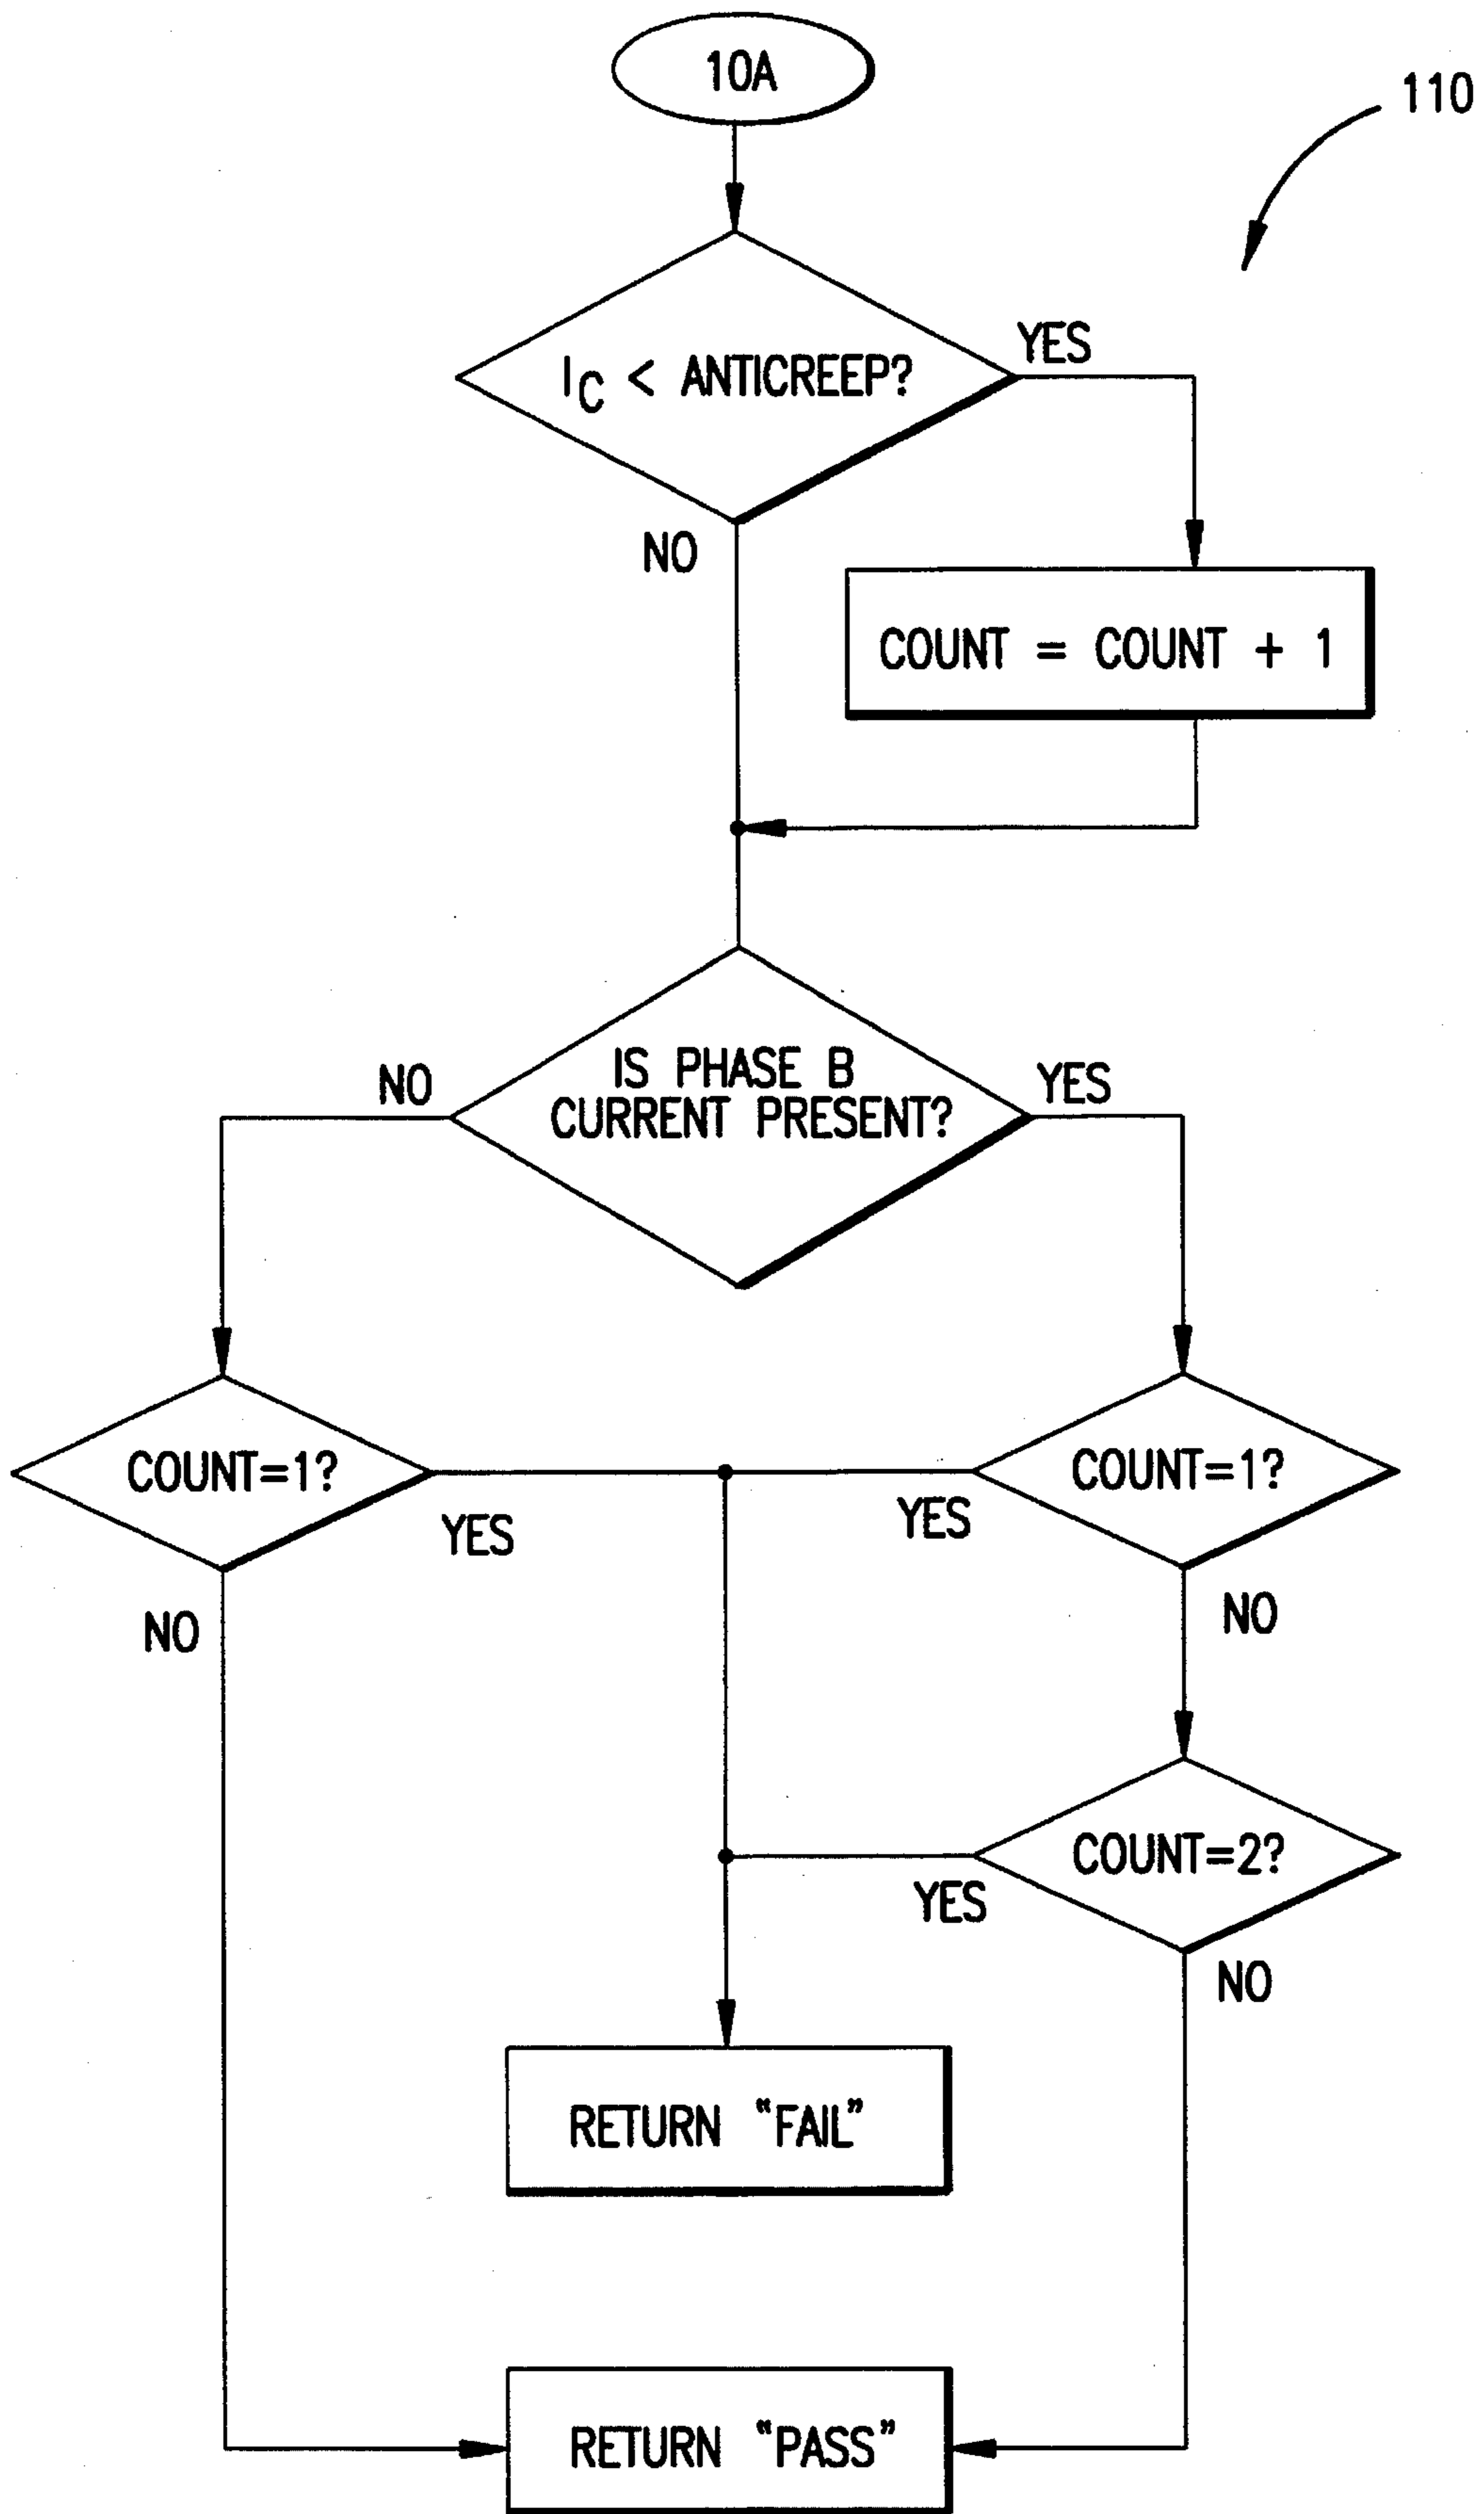 10A
110
IC < ANTICREEP?
YES
NO
COUNT = COUNT + 1
IS PHASE B
CURRENT PRESENT?
NO
YES
COUNT=1?
COUNT=1?
YES
YES
NO
NO
COUNT=2?
YES
NO
RETURN “FAIL”
RETURN “PASS”